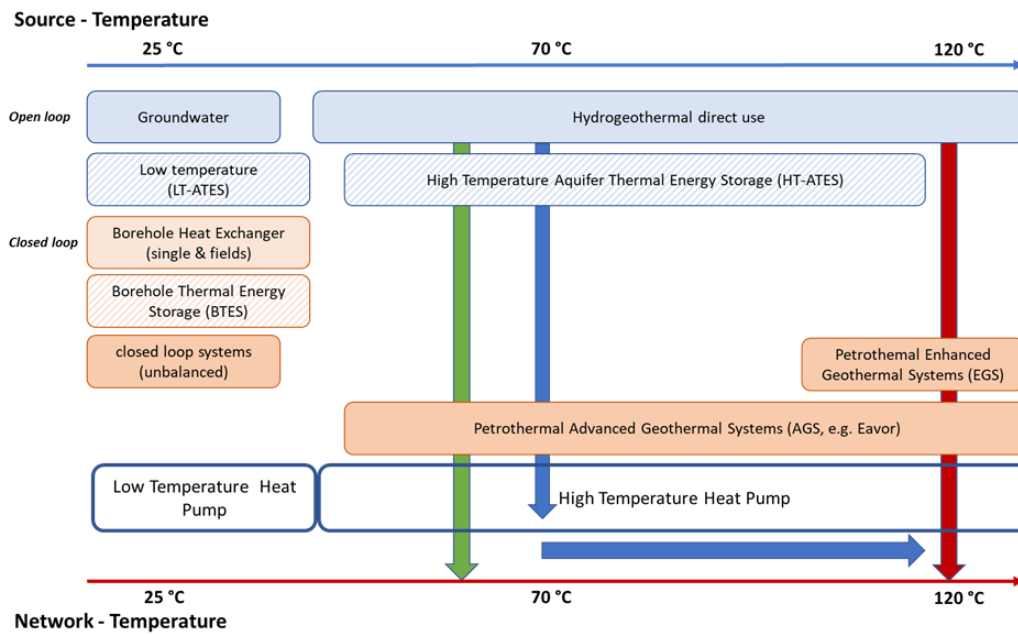 Source - Temperature
25 °C
70 °C
120 °C
Open loop
Groundwater
Hydrogeothermal direct use
Low temperature
(LT-ATES)
High Temperature Aquifer Thermal Energy Storage (HT-ATES)
Closed loop
Borehole Heat Exchanger
(single & fields)
Borehole Thermal Energy
Storage (BTES)
closed loop systems
(unbalanced)
Petrothemal Enhanced
Geothermal Systems (EGS)
Petrothermal Advanced Geothermal Systems (AGS, e.g. Eavor)
Low Temperature Heat
Pump
High Temperature Heat Pump
25 °C
70 °C
120 °C
Network - Temperature